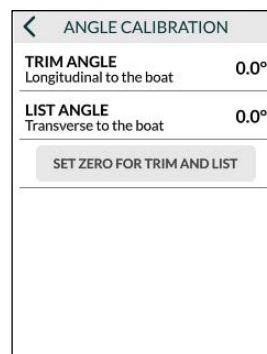 ANGLE CALIBRATION
TRIM ANGLE
Longitudinal to the boat
0.0°
LIST ANGLE
Transverse to the boat
0.0°
SET ZERO FOR TRIM AND LIST